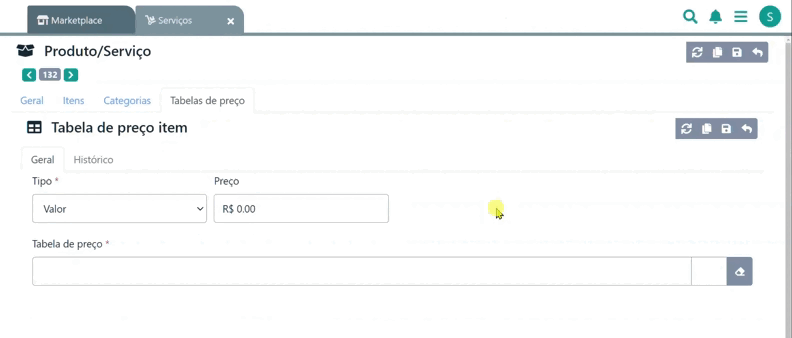 Marketplace
Serviços
S
Produto/Serviço
132
Geral Itens Categorias Tabelas de preço
Tabela de preço item
Geral Histórico
Tipo * Preço
Valor R$ 0.00
Tabela de preço *